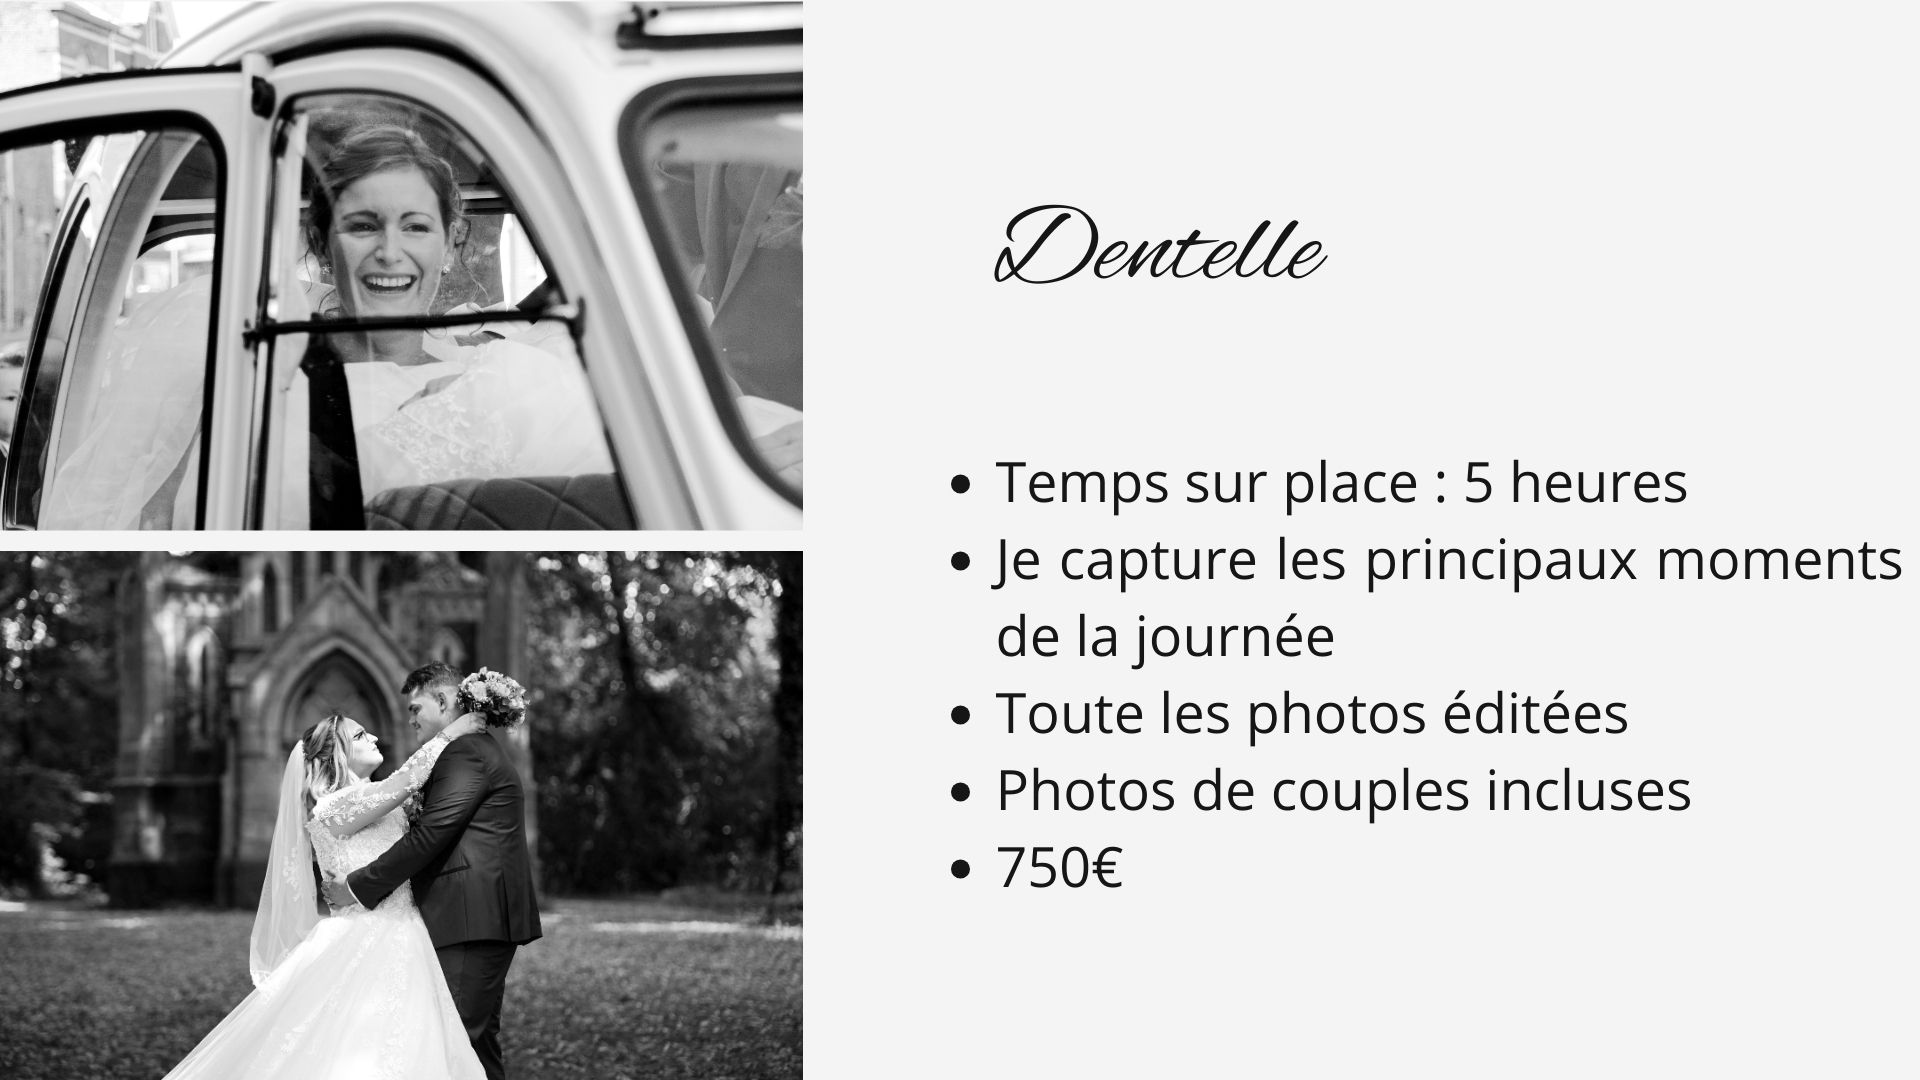 Dentelle
• Temps sur place : 5 heures
• Je capture les principaux moments
de la journée
• Toute les photos éditées
• Photos de couples incluses
• 750€